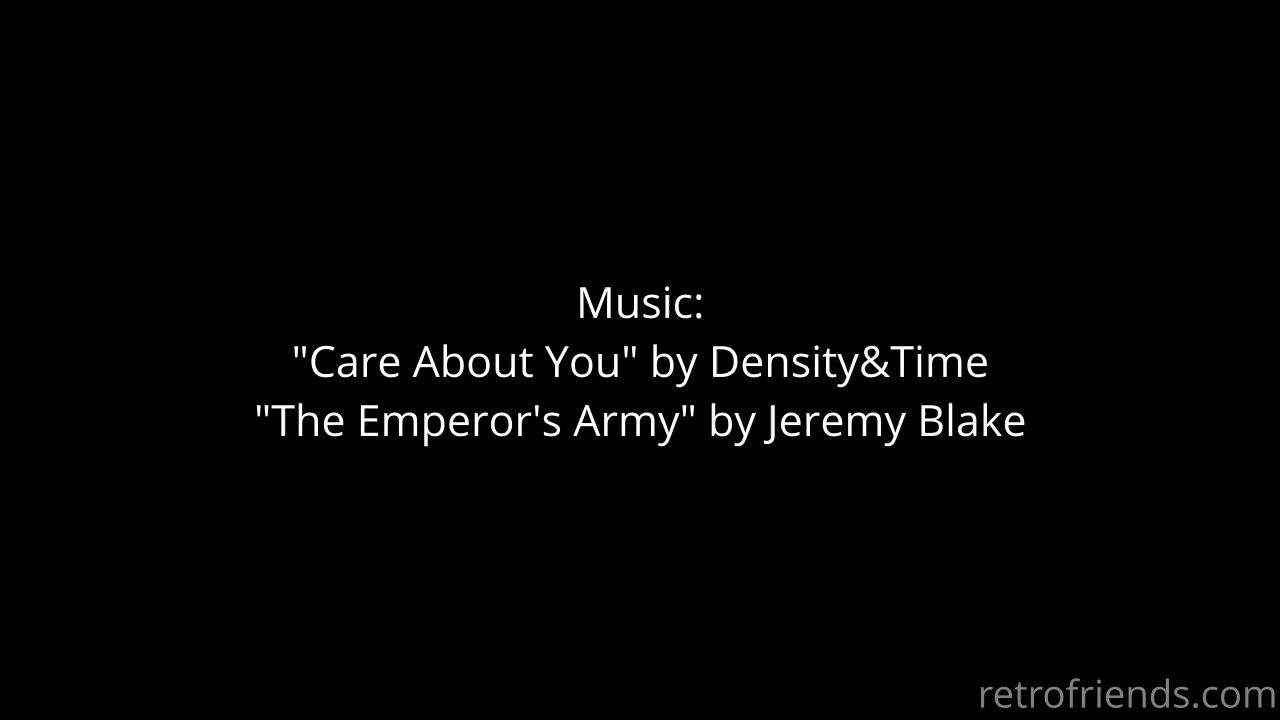 Music:
"Care About You" by Density&Time
"The Emperor's Army" by Jeremy Blake
retrofriends.com